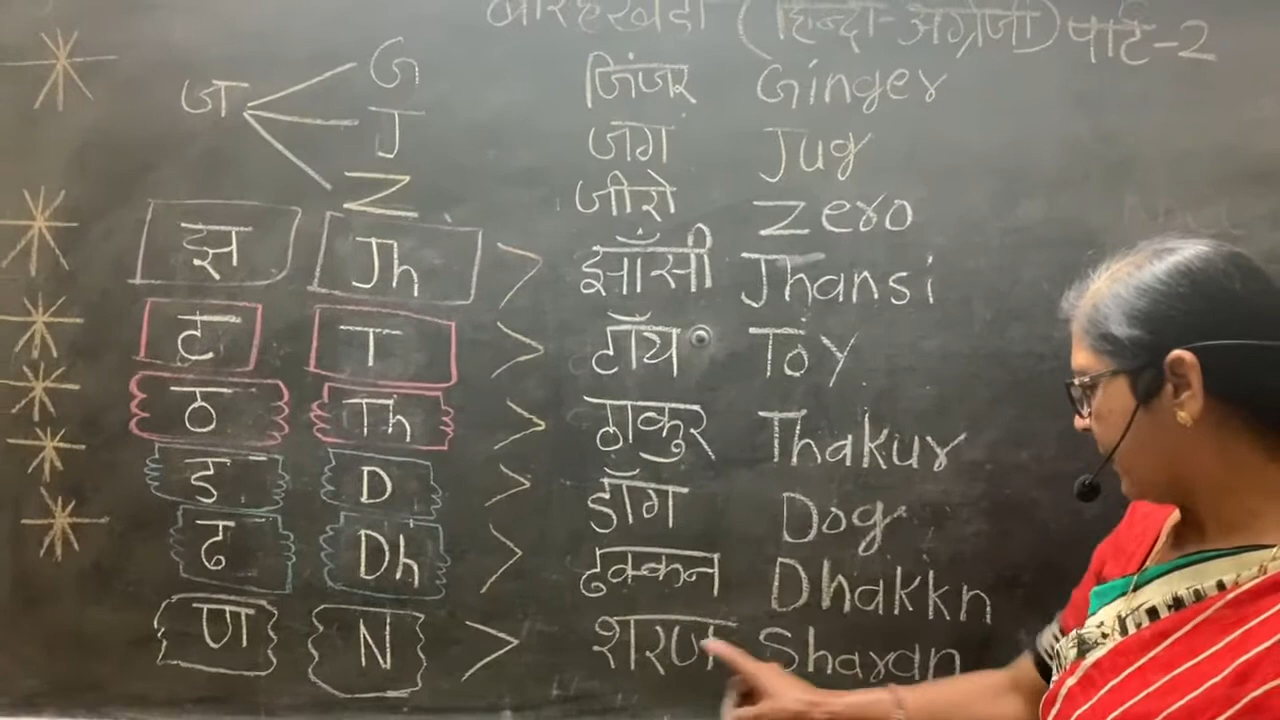 बारहखडी (हिन्दी-अंग्रेजी) पार्ट-2
ज G जिंजर Ginger
J जग Jug
Z जीरो Zero
झ Jh > झाँसी Jhansi
ट T > टॉय Toy
ठ Th > ठाकुर Thakur
ड D > डॉग Dog
ढ Dh > ढक्कन Dhakkn
ण N > शरण Sharan